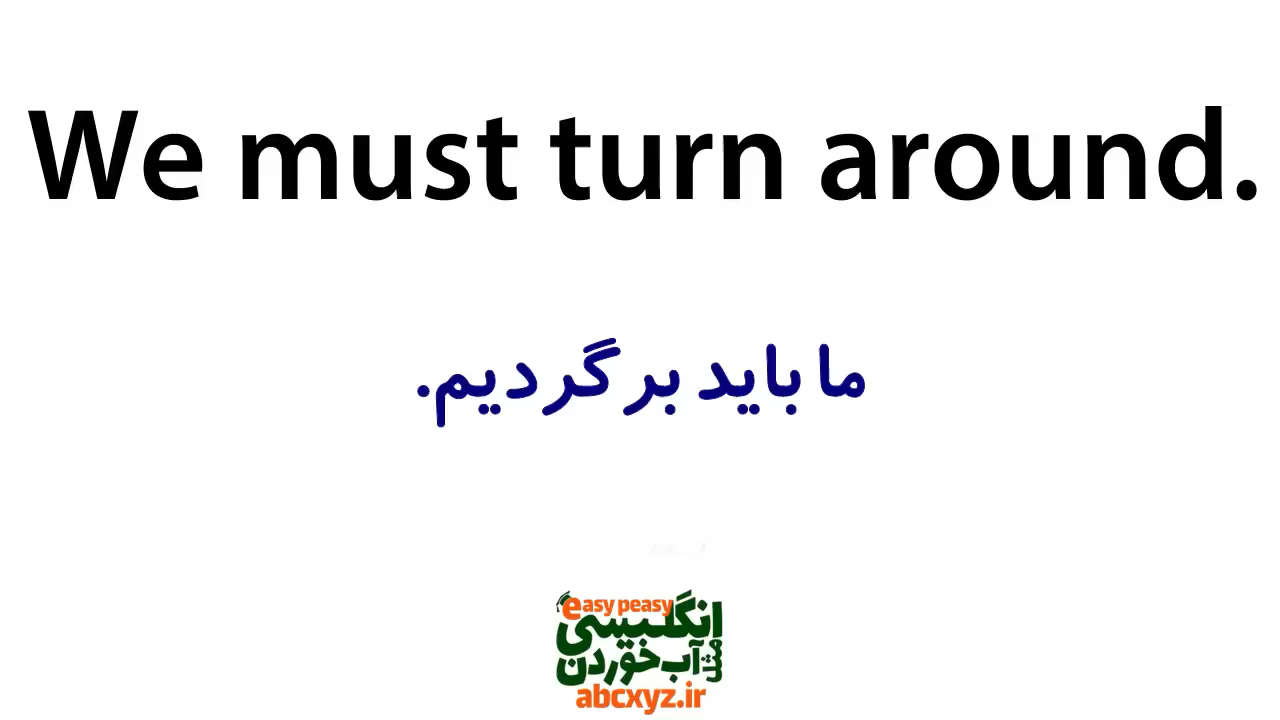 We must turn around.
ما باید برگردیم.
easy peasy
انگلیسی
مثل آب خوردن
abcxyz.ir